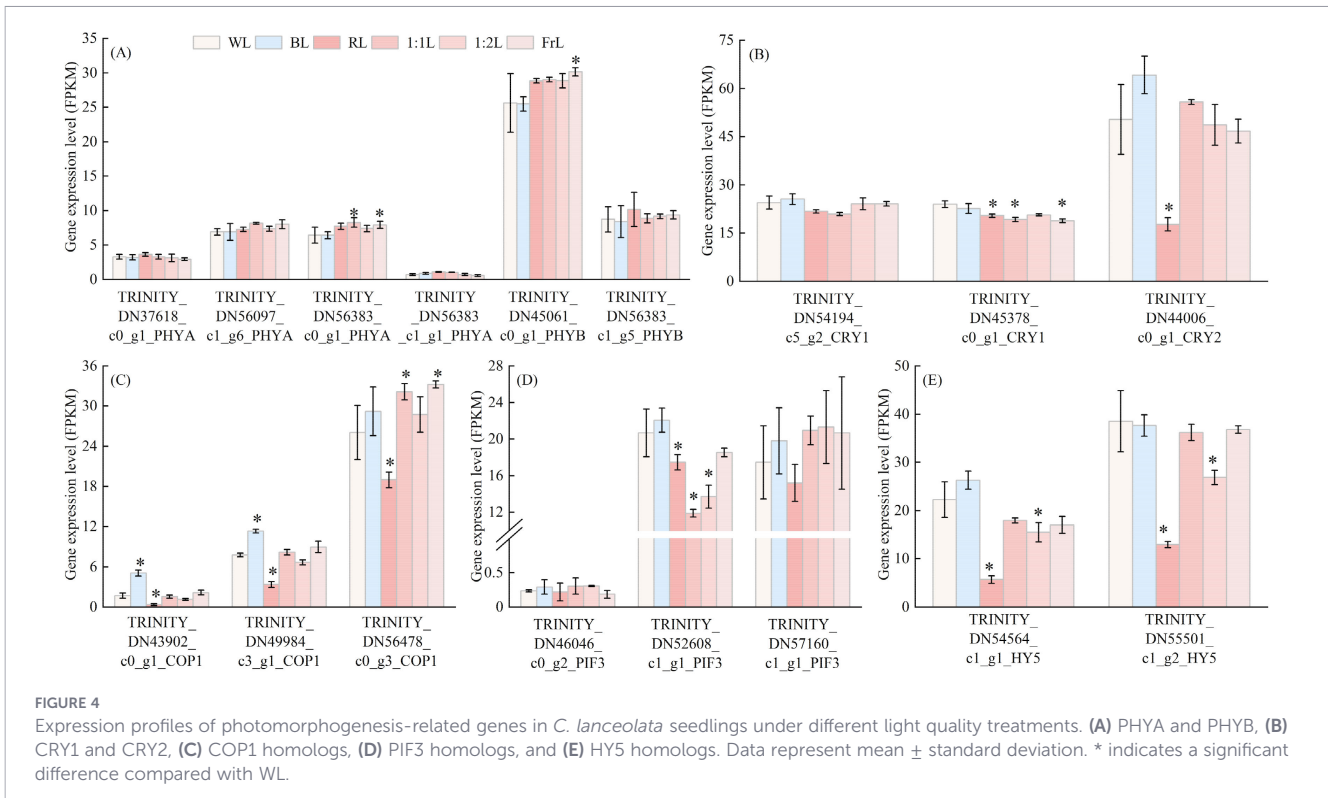 (A)
WL BL RL 1:1L 1:2L FrL
Gene expression level (FPKM)
35
30
25
20
15
10
5
0
*
* *
TRINITY_ TRINITY_ TRINITY_ TRINITY TRINITY_ TRINITY_
DN37618_ DN56097_ DN56383_ _DN56383 DN45061_ DN56383_
c0_g1_PHYA c1_g6_PHYA c0_g1_PHYA _c1_g1_PHYA c0_g1_PHYB c1_g5_PHYB
(B)
Gene expression level (FPKM)
75
60
45
30
15
0
* * * *
TRINITY_ TRINITY_ TRINITY_
DN54194_ DN45378_ DN44006_
c5_g2_CRY1 c0_g1_CRY1 c0_g1_CRY2
(C)
Gene expression level (FPKM)
36
30
24
18
12
6
0
* * * * * * *
TRINITY_ TRINITY_ TRINITY_
DN43902_ DN49984_ DN56478_
c0_g1_COP1 c3_g1_COP1 c0_g3_COP1
(D)
Gene expression level (FPKM)
28
24
20
16
12
0.5
0
* * *
TRINITY_ TRINITY_ TRINITY_
DN46046_ DN52608_ DN57160_
c0_g2_PIF3 c1_g1_PIF3 c1_g1_PIF3
(E)
Gene expression level (FPKM)
50
40
30
20
10
0
* * * *
TRINITY_ TRINITY_
DN54564_ DN55501_
c1_g1_HY5 c1_g2_HY5
FIGURE 4
Expression profiles of photomorphogenesis-related genes in C. lanceolata seedlings under different light quality treatments. (A) PHYA and PHYB, (B)
CRY1 and CRY2, (C) COP1 homologs, (D) PIF3 homologs, and (E) HY5 homologs. Data represent mean ± standard deviation. * indicates a significant
difference compared with WL.